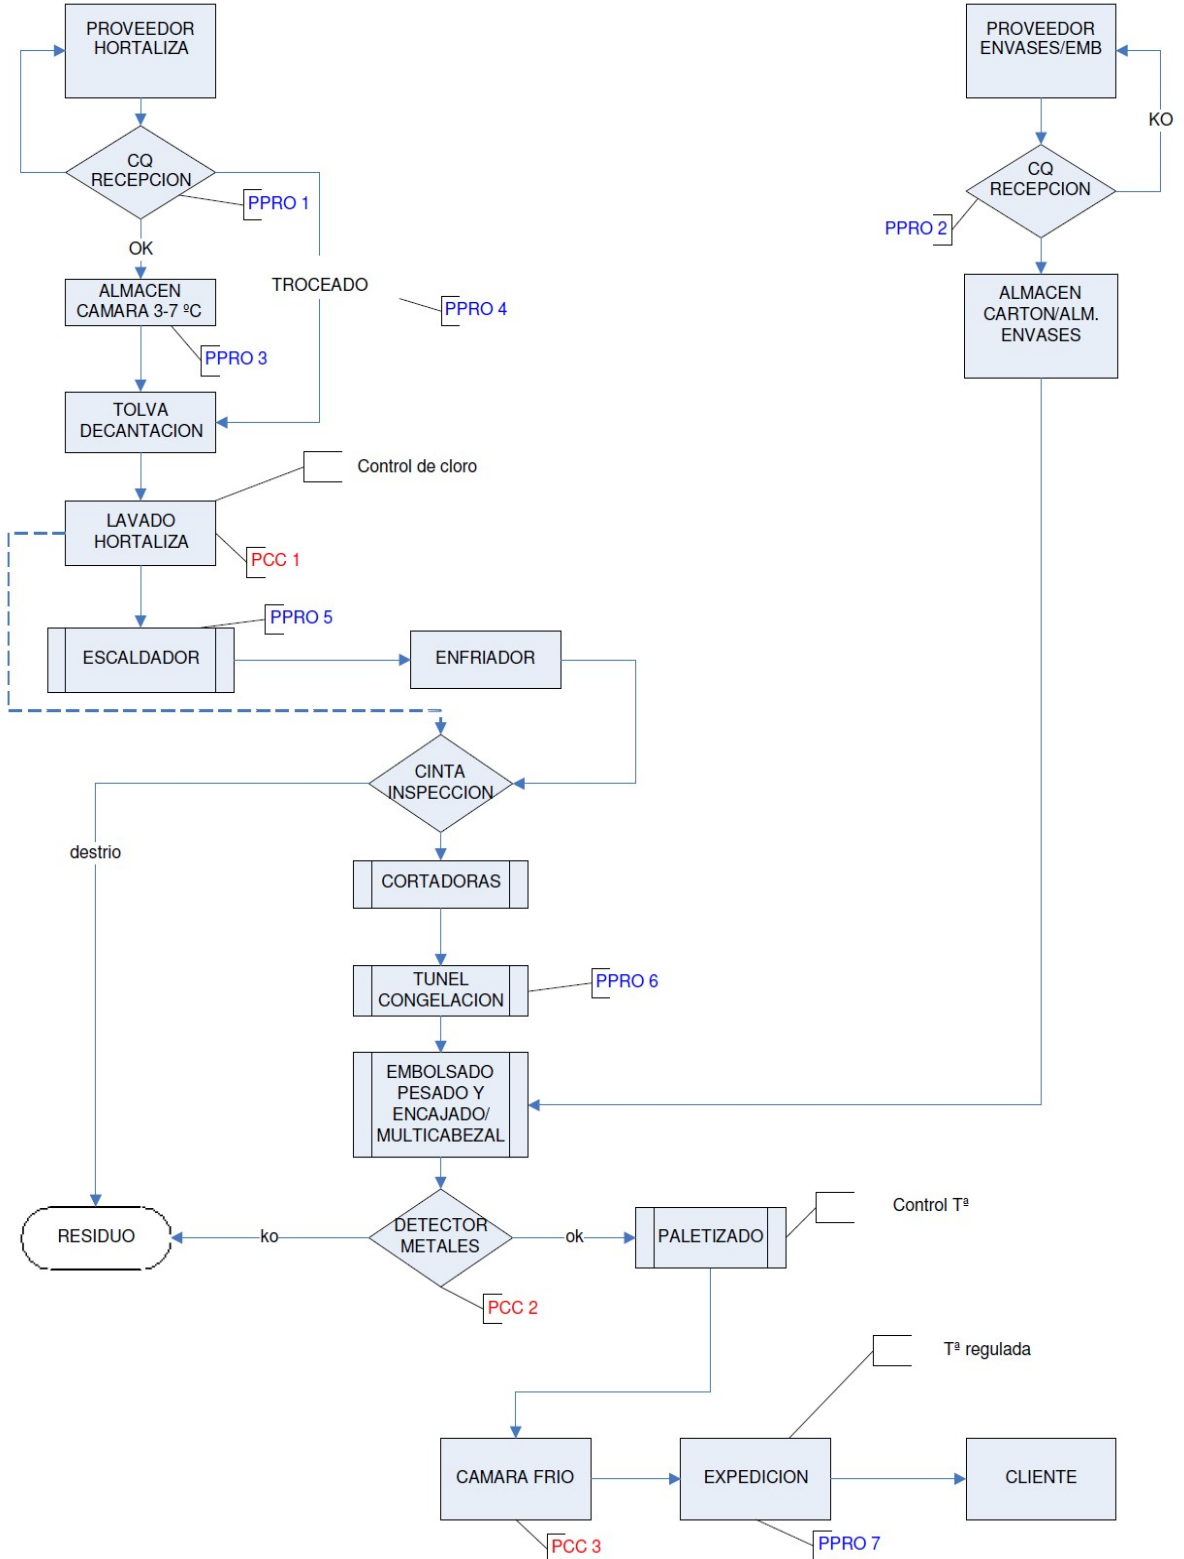 PROVEEDOR
HORTALIZA
PROVEEDOR
ENVASES/EMB
KO
CQ
RECEPCION
CQ
RECEPCION
PPRO 1
PPRO 2
OK
TROCEADO
ALMACEN
CAMARA 3-7 ºC
ALMACEN
CARTON/ALM.
ENVASES
PPRO 4
PPRO 3
TOLVA
DECANTACION
Control de cloro
LAVADO
HORTALIZA
PCC 1
PPRO 5
ESCALDADOR
ENFRIADOR
CINTA
INSPECCION
destrio
CORTADORAS
TUNEL
CONGELACION
PPRO 6
EMBOLSADO
PESADO Y
ENCAJADO/
MULTICABEZAL
Control Tª
RESIDUO
ko
DETECTOR
METALES
ok
PALETIZADO
PCC 2
Tª regulada
CAMARA FRIO
EXPEDICION
CLIENTE
PCC 3
PPRO 7